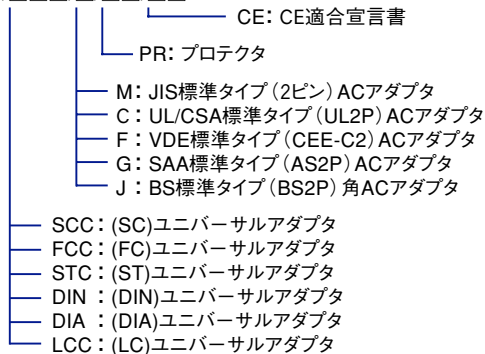 CE：CE適合宣言書
PR：プロテクタ
M：JIS標準タイプ（2ピン）ACアダプタ
C：UL/CSA標準タイプ（UL2P）ACアダプタ
F：VDE標準タイプ（CEE-C2）ACアダプタ
G：SAA標準タイプ（AS2P）ACアダプタ
J：BS標準タイプ（BS2P）角ACアダプタ
SCC：(SC)ユニバーサルアダプタ
FCC：(FC)ユニバーサルアダプタ
STC：(ST)ユニバーサルアダプタ
DIN：(DIN)ユニバーサルアダプタ
DIA：(DIA)ユニバーサルアダプタ
LCC：(LC)ユニバーサルアダプタ